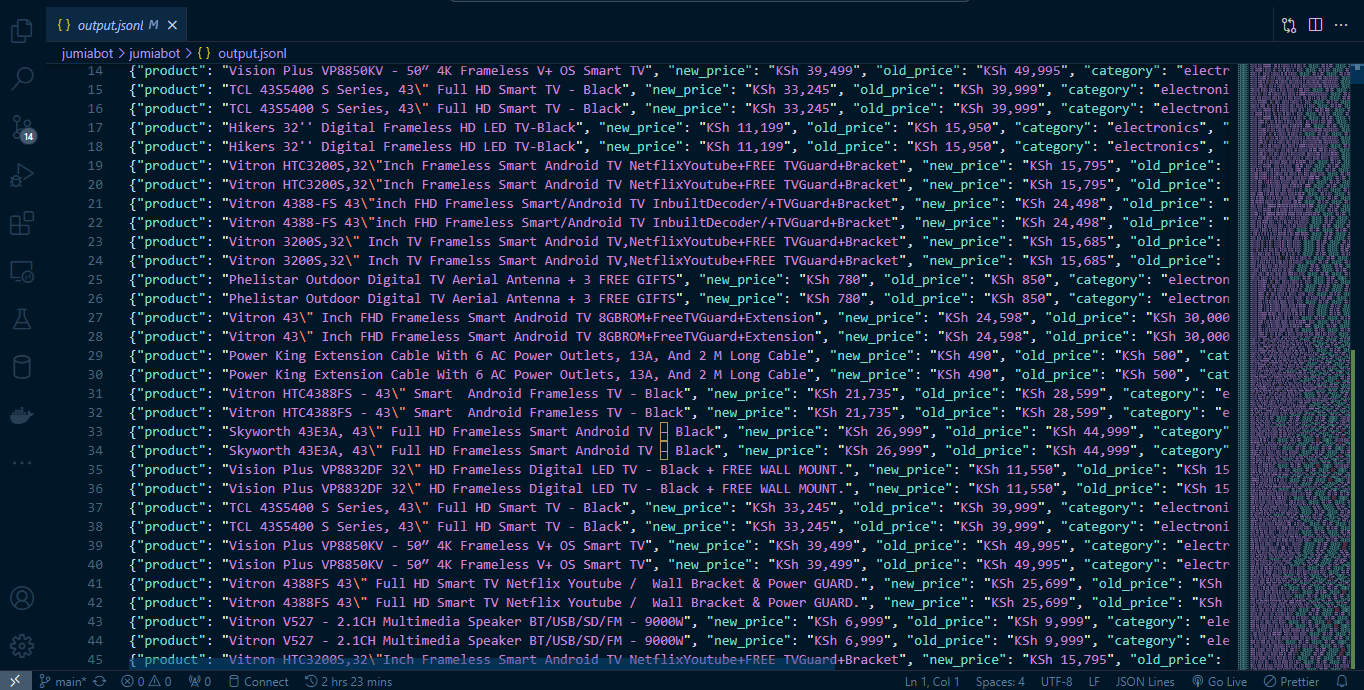 { } output.jsonl M ×
jumiabot > jumiabot > { } output.jsonl
14 {"product": "Vision Plus VP8850KV - 50” 4K Frameless V+ OS Smart TV", "new_price": "KSh 39,499", "old_price": "KSh 49,995", "category": "electr
15 {"product": "TCL 43S5400 S Series, 43\" Full HD Smart TV - Black", "new_price": "KSh 33,245", "old_price": "KSh 39,999", "category": "electroni
16 {"product": "TCL 43S5400 S Series, 43\" Full HD Smart TV - Black", "new_price": "KSh 33,245", "old_price": "KSh 39,999", "category": "electroni
17 {"product": "Hikers 32'' Digital Frameless HD LED TV-Black", "new_price": "KSh 11,199", "old_price": "KSh 15,950", "category": "electronics", "
18 {"product": "Hikers 32'' Digital Frameless HD LED TV-Black", "new_price": "KSh 11,199", "old_price": "KSh 15,950", "category": "electronics", "
19 {"product": "Vitron HTC3200S,32\"Inch Frameless Smart Android TV NetflixYoutube+FREE TVGuard+Bracket", "new_price": "KSh 15,795", "old_price": 
20 {"product": "Vitron HTC3200S,32\"Inch Frameless Smart Android TV NetflixYoutube+FREE TVGuard+Bracket", "new_price": "KSh 15,795", "old_price": 
21 {"product": "Vitron 4388-FS 43\"inch FHD Frameless Smart/Android TV InbuiltDecoder/+TVGuard+Bracket", "new_price": "KSh 24,498", "old_price": "
22 {"product": "Vitron 4388-FS 43\"inch FHD Frameless Smart/Android TV InbuiltDecoder/+TVGuard+Bracket", "new_price": "KSh 24,498", "old_price": "
23 {"product": "Vitron 3200S,32\" Inch TV Framelss Smart Android TV,NetflixYoutube+FREE TVGuard+Bracket", "new_price": "KSh 15,685", "old_price": 
24 {"product": "Vitron 3200S,32\" Inch TV Framelss Smart Android TV,NetflixYoutube+FREE TVGuard+Bracket", "new_price": "KSh 15,685", "old_price": 
25 {"product": "Phelistar Outdoor Digital TV Aerial Antenna + 3 FREE GIFTS", "new_price": "KSh 780", "old_price": "KSh 850", "category": "electron
26 {"product": "Phelistar Outdoor Digital TV Aerial Antenna + 3 FREE GIFTS", "new_price": "KSh 780", "old_price": "KSh 850", "category": "electron
27 {"product": "Vitron 43\" Inch FHD Frameless Smart Android TV 8GBROM+FreeTVGuard+Extension", "new_price": "KSh 24,598", "old_price": "KSh 30,000
28 {"product": "Vitron 43\" Inch FHD Frameless Smart Android TV 8GBROM+FreeTVGuard+Extension", "new_price": "KSh 24,598", "old_price": "KSh 30,000
29 {"product": "Power King Extension Cable With 6 AC Power Outlets, 13A, And 2 M Long Cable", "new_price": "KSh 490", "old_price": "KSh 500", "cat
30 {"product": "Power King Extension Cable With 6 AC Power Outlets, 13A, And 2 M Long Cable", "new_price": "KSh 490", "old_price": "KSh 500", "cat
31 {"product": "Vitron HTC4388FS - 43\" Smart  Android Frameless TV - Black", "new_price": "KSh 21,735", "old_price": "KSh 28,599", "category": "e
32 {"product": "Vitron HTC4388FS - 43\" Smart  Android Frameless TV - Black", "new_price": "KSh 21,735", "old_price": "KSh 28,599", "category": "e
33 {"product": "Skyworth 43E3A, 43\" Full HD Frameless Smart Android TV – Black", "new_price": "KSh 26,999", "old_price": "KSh 44,999", "category"
34 {"product": "Skyworth 43E3A, 43\" Full HD Frameless Smart Android TV – Black", "new_price": "KSh 26,999", "old_price": "KSh 44,999", "category"
35 {"product": "Vision Plus VP8832DF 32\" HD Frameless Digital LED TV - Black + FREE WALL MOUNT.", "new_price": "KSh 11,550", "old_price": "KSh 15
36 {"product": "Vision Plus VP8832DF 32\" HD Frameless Digital LED TV - Black + FREE WALL MOUNT.", "new_price": "KSh 11,550", "old_price": "KSh 15
37 {"product": "TCL 43S5400 S Series, 43\" Full HD Smart TV - Black", "new_price": "KSh 33,245", "old_price": "KSh 39,999", "category": "electroni
38 {"product": "TCL 43S5400 S Series, 43\" Full HD Smart TV - Black", "new_price": "KSh 33,245", "old_price": "KSh 39,999", "category": "electroni
39 {"product": "Vision Plus VP8850KV - 50” 4K Frameless V+ OS Smart TV", "new_price": "KSh 39,499", "old_price": "KSh 49,995", "category": "electr
40 {"product": "Vision Plus VP8850KV - 50” 4K Frameless V+ OS Smart TV", "new_price": "KSh 39,499", "old_price": "KSh 49,995", "category": "electr
41 {"product": "Vitron 4388FS 43\" Full HD Smart TV Netflix Youtube /  Wall Bracket & Power GUARD.", "new_price": "KSh 25,699", "old_price": "KSh
42 {"product": "Vitron 4388FS 43\" Full HD Smart TV Netflix Youtube /  Wall Bracket & Power GUARD.", "new_price": "KSh 25,699", "old_price": "KSh
43 {"product": "Vitron V527 - 2.1CH Multimedia Speaker BT/USB/SD/FM - 9000W", "new_price": "KSh 6,999", "old_price": "KSh 9,999", "category": "ele
44 {"product": "Vitron V527 - 2.1CH Multimedia Speaker BT/USB/SD/FM - 9000W", "new_price": "KSh 6,999", "old_price": "KSh 9,999", "category": "ele
45 {"product": "Vitron HTC3200S,32\"Inch Frameless Smart Android TV NetflixYoutube+FREE TVGuard+Bracket", "new_price": "KSh 15,795", "old_price":
14
main* 0 0 0 Connect 2 hrs 23 mins Ln 1, Col 1 Spaces: 4 UTF-8 LF JSON Lines Go Live Prettier